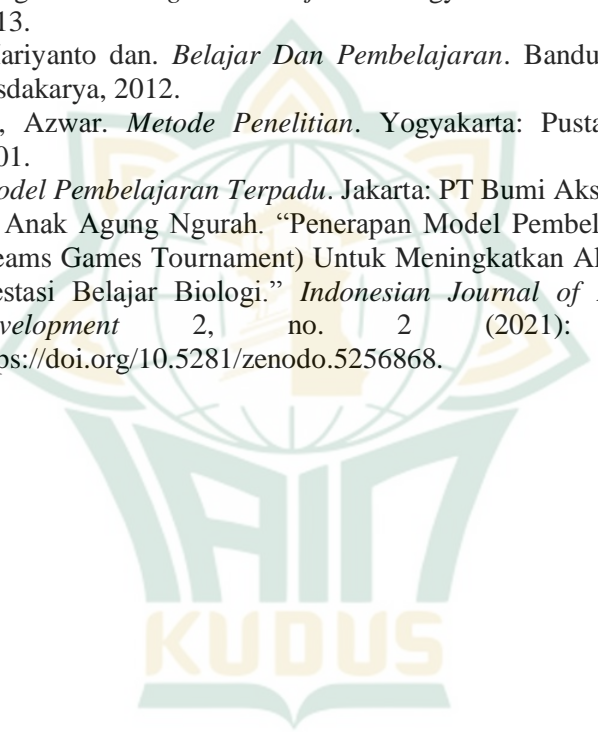 13.
ariyanto dan. Belajar Dan Pembelajaran. Bandu
sdakarya, 2012.
, Azwar. Metode Penelitian. Yogyakarta: Pusta
01.
odel Pembelajaran Terpadu. Jakarta: PT Bumi Aks
Anak Agung Ngurah. “Penerapan Model Pembel
eams Games Tournament) Untuk Meningkatkan Al
estasi Belajar Biologi.” Indonesian Journal of
velopment 2, no. 2 (2021):
ps://doi.org/10.5281/zenodo.5256868.
IAIN
KUDUS